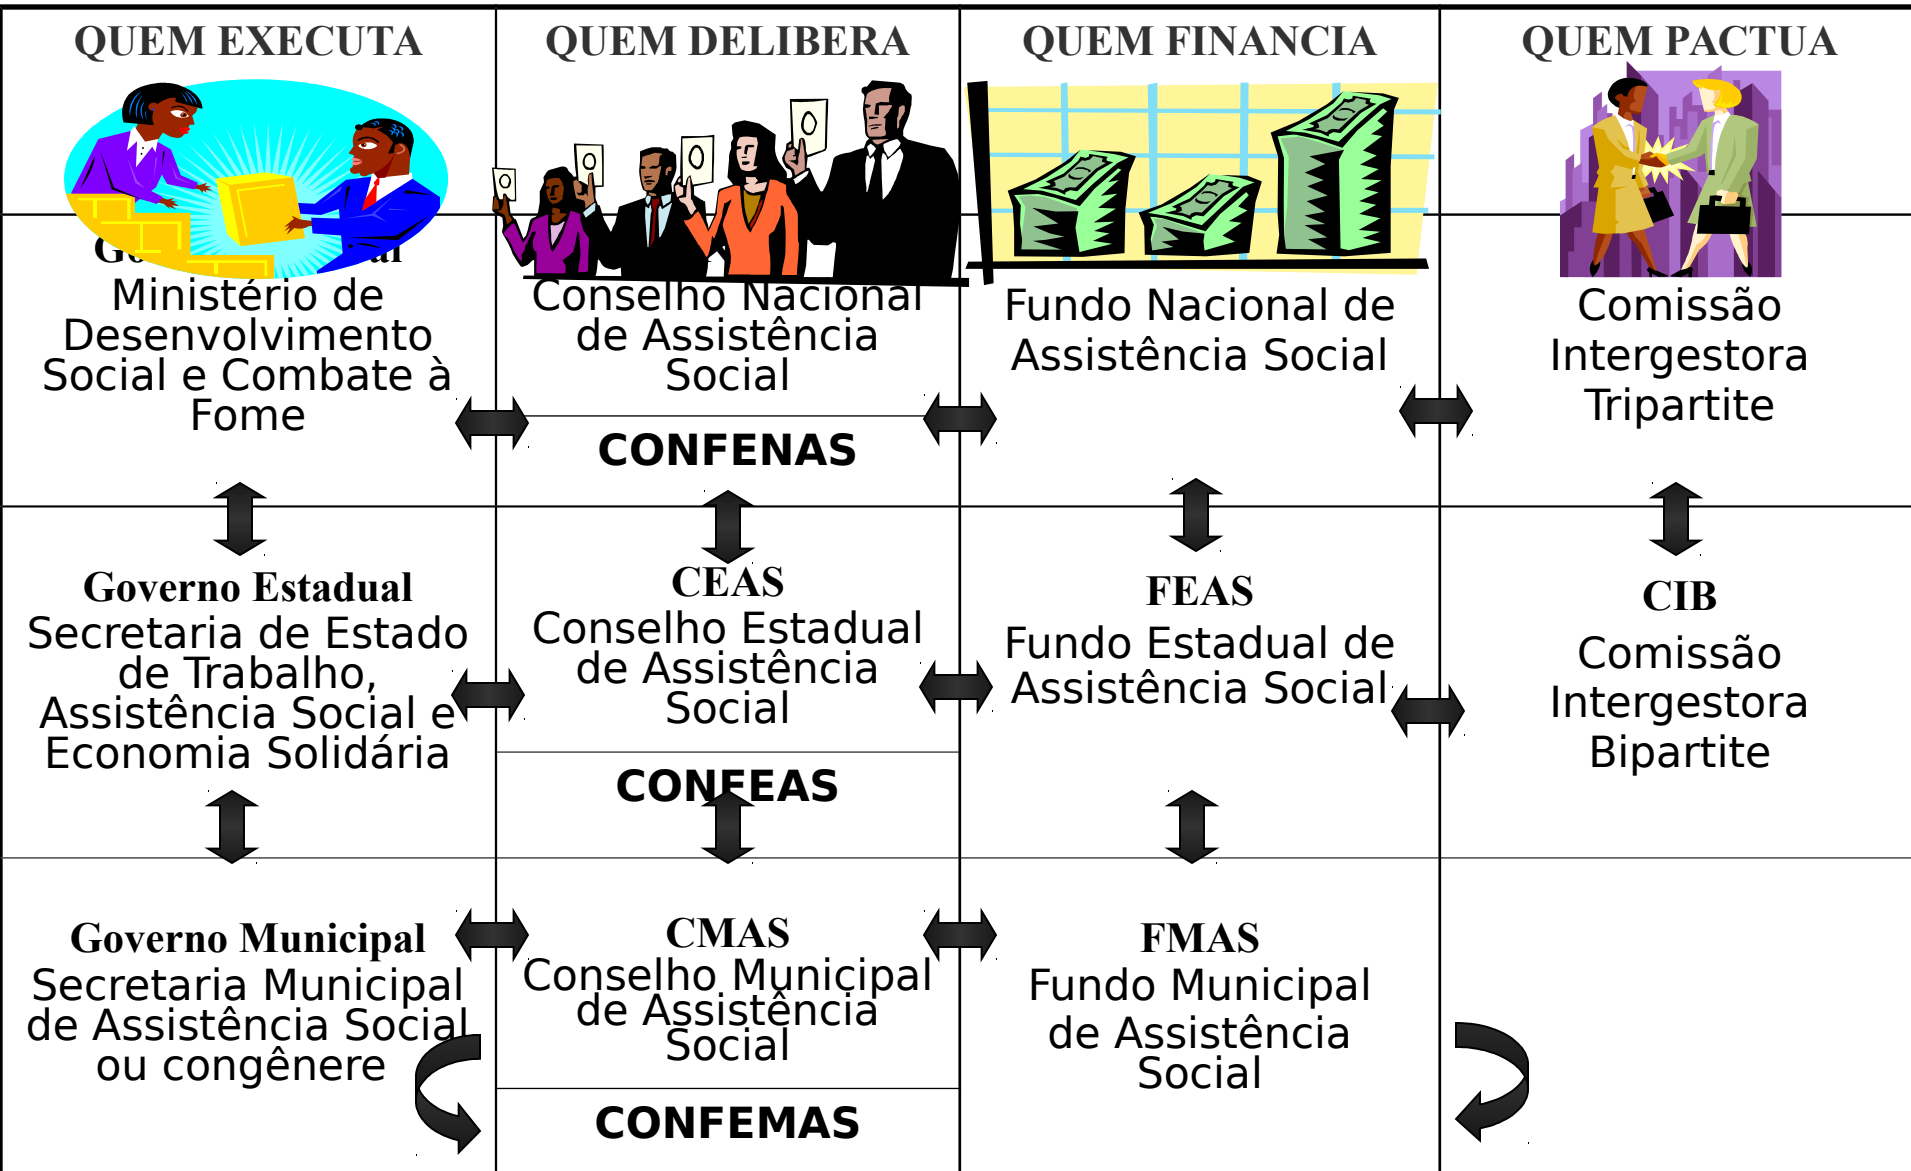 QUEM EXECUTA
QUEM DELIBERA
QUEM FINANCIA
QUEM PACTUA
Ministério de
Desenvolvimento
Social e Combate à
Fome
Conselho Nacional
de Assistência
Social
CONFENAS
Fundo Nacional de
Assistência Social
Comissão
Intergestora
Tripartite
Governo Estadual
Secretaria de Estado
de Trabalho,
Assistência Social e
Economia Solidária
CEAS
Conselho Estadual
de Assistência
Social
CONFEAS
FEAS
Fundo Estadual de
Assistência Social
CIB
Comissão
Intergestora
Bipartite
Governo Municipal
Secretaria Municipal
de Assistência Social
ou congênere
CMAS
Conselho Municipal
de Assistência
Social
CONFEMAS
FMAS
Fundo Municipal
de Assistência
Social